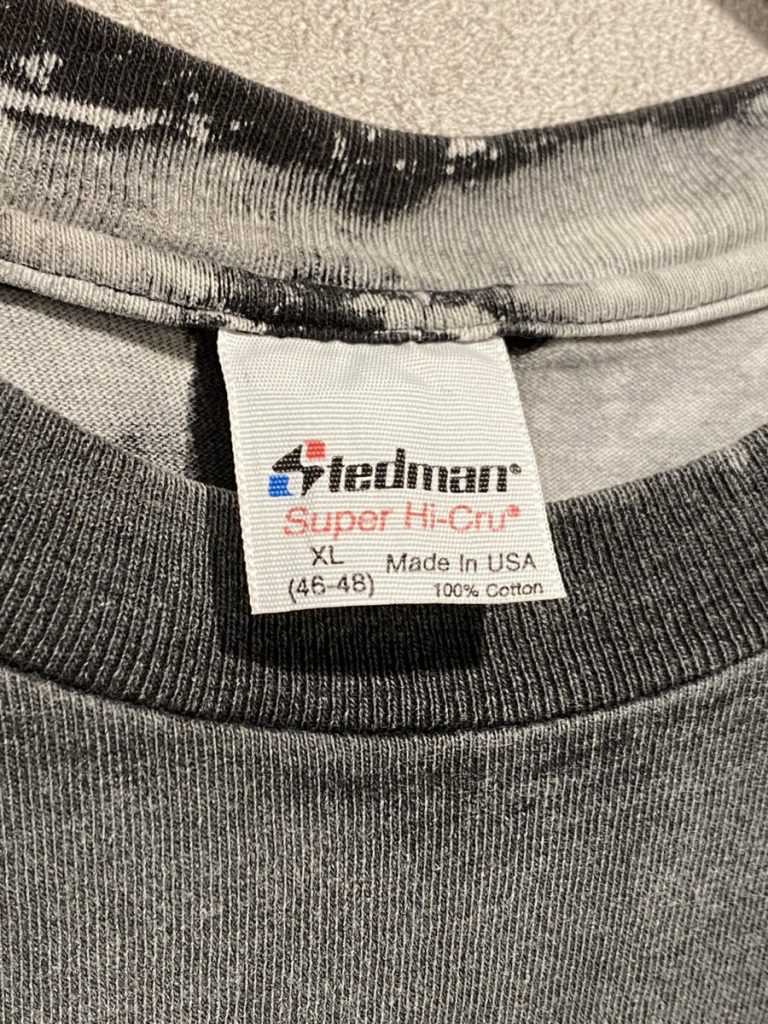 Stedman®
Super Hi-Cru®
XL
(46-48)
Made In USA
100% Cotton